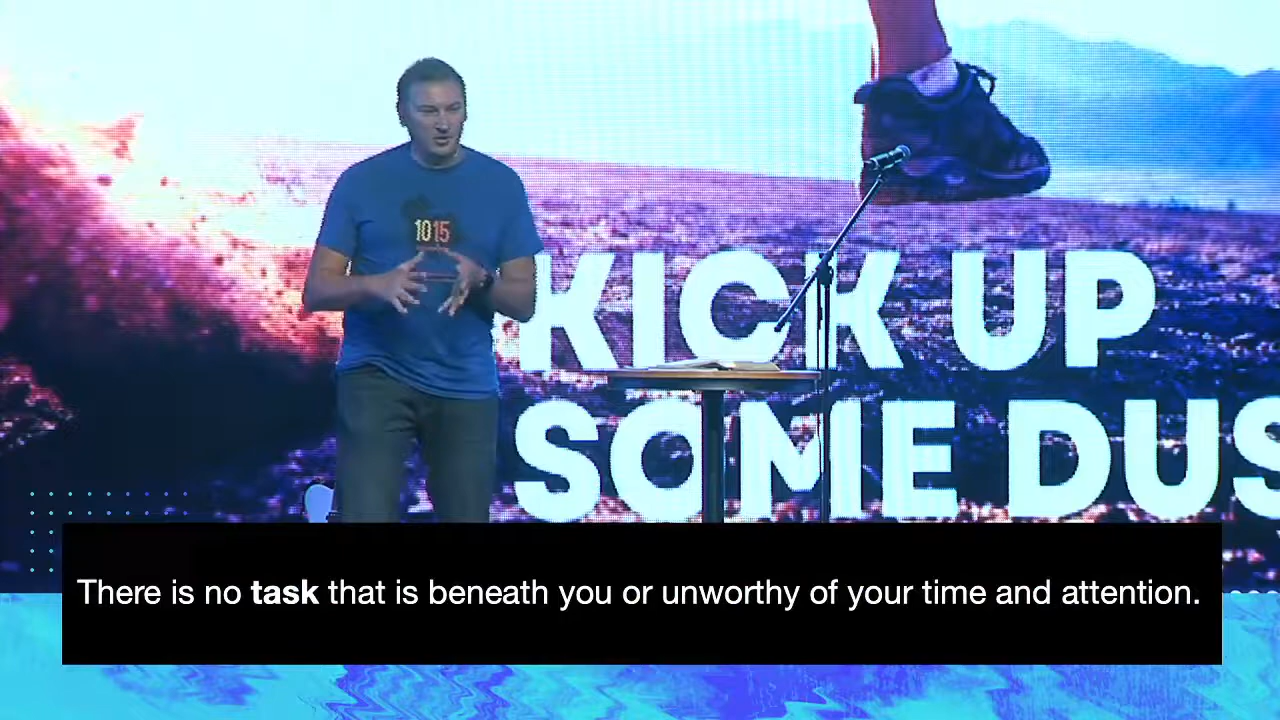 1015
KICK UP
SOME DUS
There is no task that is beneath you or unworthy of your time and attention.